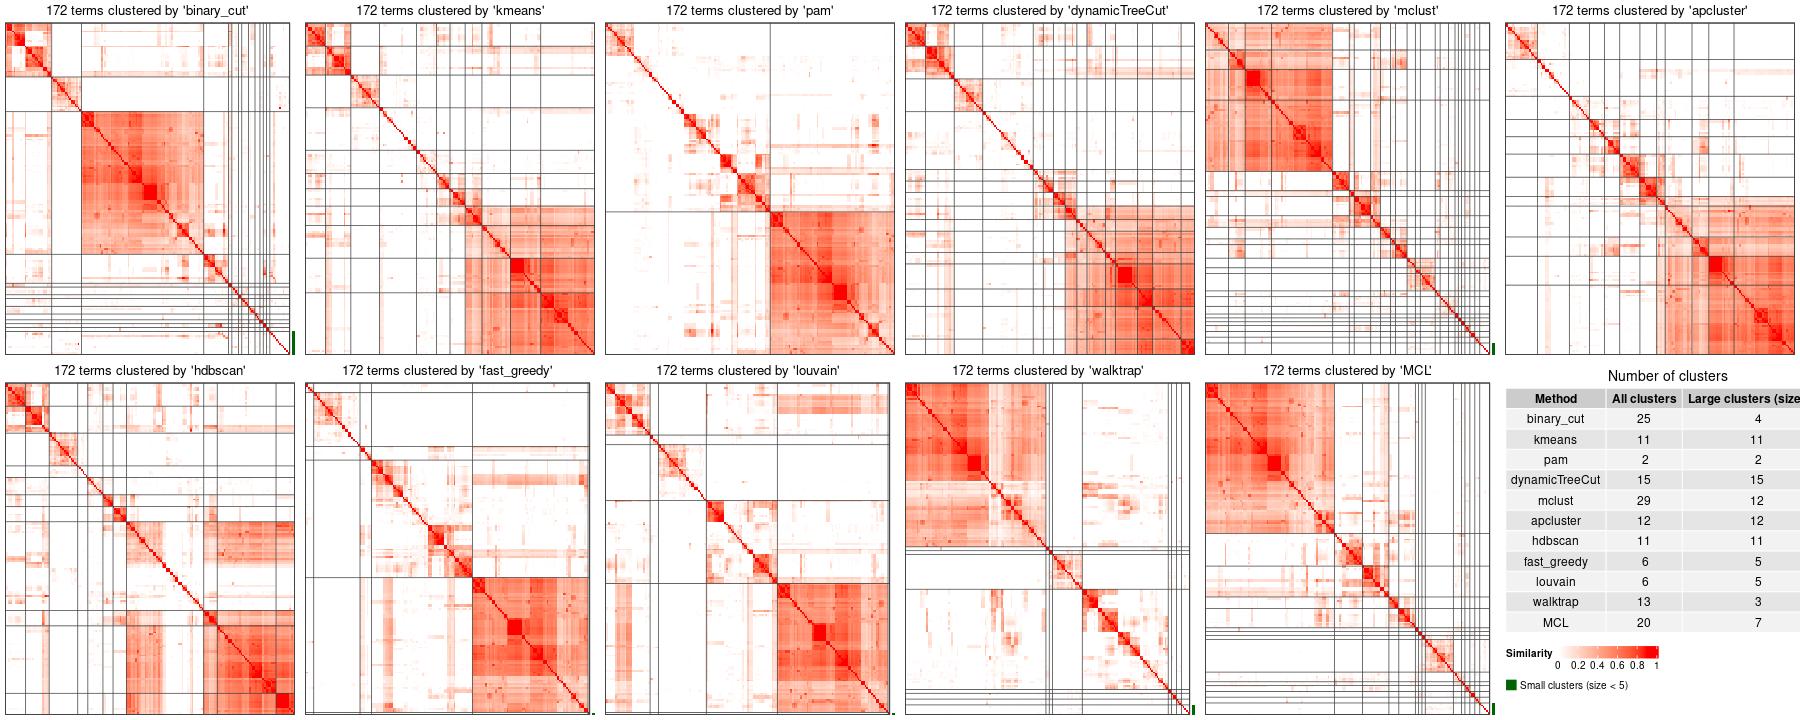 172 terms clustered by 'binary_cut'
172 terms clustered by 'kmeans'
172 terms clustered by 'pam'
172 terms clustered by 'dynamicTreeCut'
172 terms clustered by 'mclust'
172 terms clustered by 'apcluster'
172 terms clustered by 'hdbscan'
172 terms clustered by 'fast_greedy'
172 terms clustered by 'louvain'
172 terms clustered by 'walktrap'
172 terms clustered by 'MCL'
Number of clusters
Method All clusters Large clusters (size
binary_cut 25 4
kmeans 11 11
pam 2 2
dynamicTreeCut 15 15
mclust 29 12
apcluster 12 12
hdbscan 11 11
fast_greedy 6 5
louvain 6 5
walktrap 13 3
MCL 20 7
Similarity
0 0.2 0.4 0.6 0.8 1
Small clusters (size < 5)